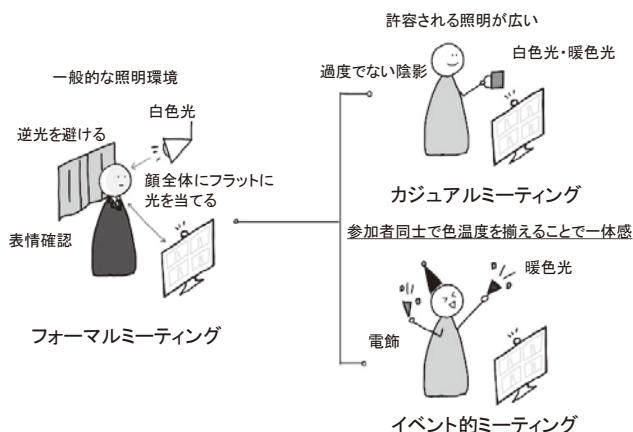 一般的な照明環境
白色光
逆光を避ける
顔全体にフラットに
光を当てる
表情確認
フォーマルミーティング
許容される照明が広い
白色光・暖色光
過度でない陰影
カジュアルミーティング
参加者同士で色温度を揃えることで一体感
暖色光
電飾
イベント的ミーティング